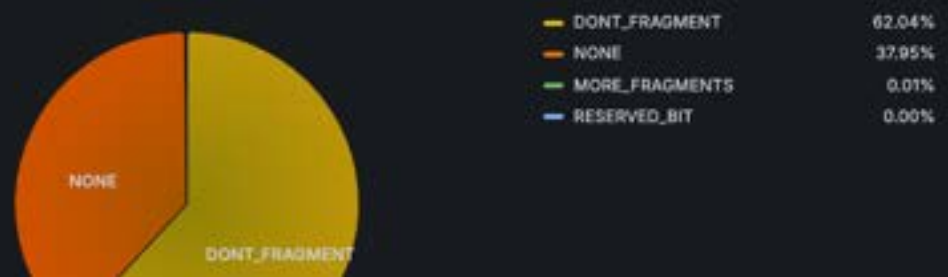 DONT_FRAGMENT 62.04%
NONE 37.95%
MORE_FRAGMENTS 0.01%
RESERVED_BIT 0.00%
NONE
DONT_FRAGMENT